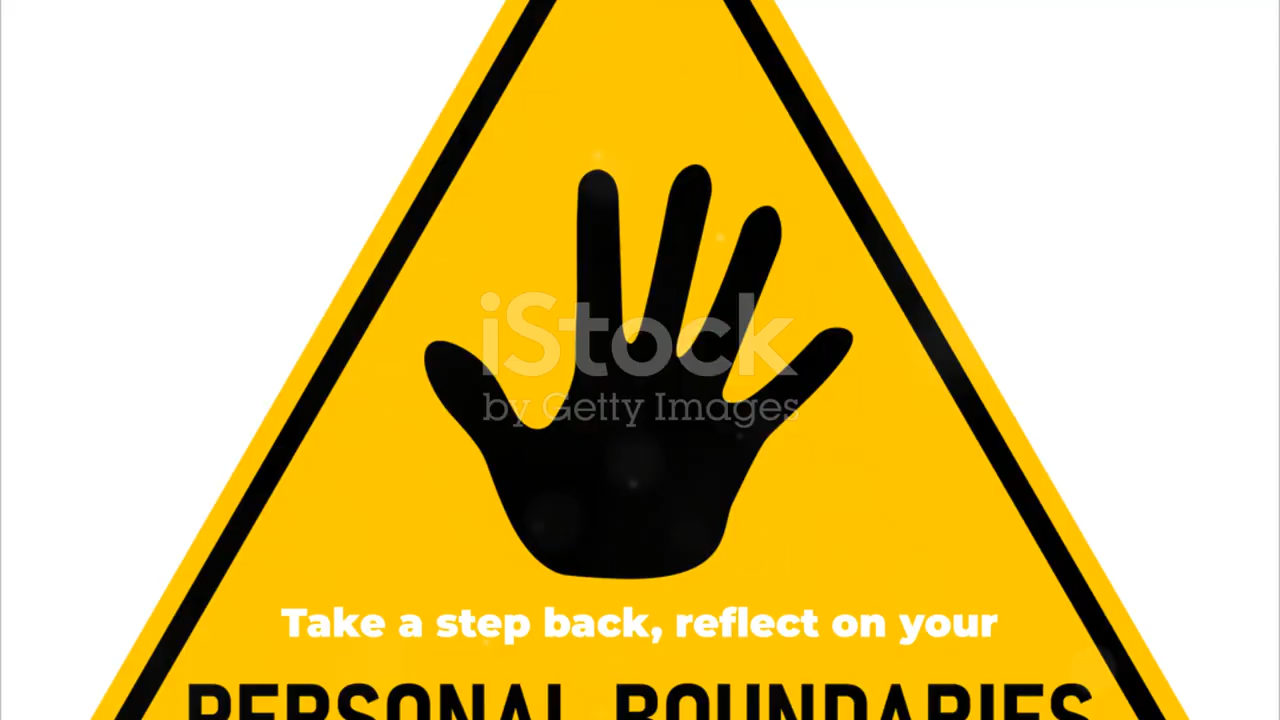 iStock
by Getty Images
Take a step back, reflect on your
PERSONAL BOUNDARIES